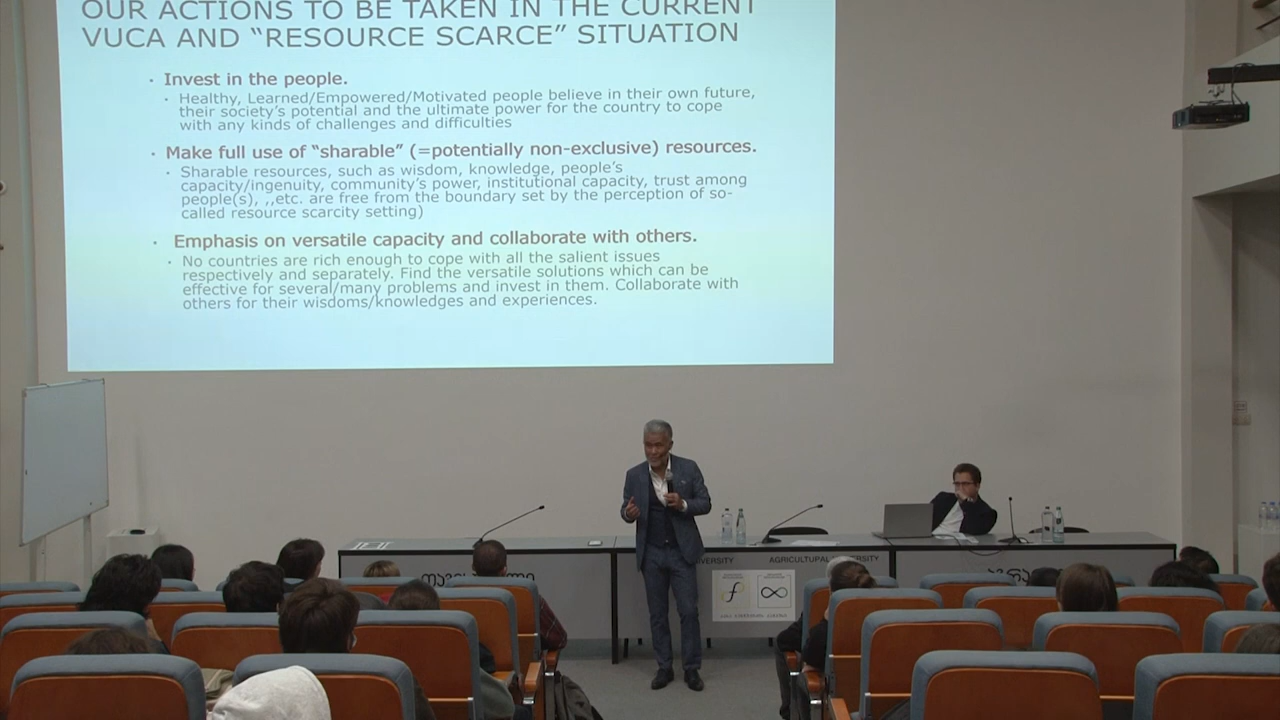 OUR ACTIONS TO BE TAKEN IN THE CURRENT
VUCA AND “RESOURCE SCARCE” SITUATION
• Invest in the people.
• Healthy, Learned/Empowered/Motivated people believe in their own future,
their society’s potential and the ultimate power for the country to cope
with any kinds of challenges and difficulties
• Make full use of “sharable” (=potentially non-exclusive) resources.
• Sharable resources, such as wisdom, knowledge, people’s
capacity/ingenuity, community’s power, institutional capacity, trust among
people(s), ,,etc. are free from the boundary set by the perception of so-
called resource scarcity setting)
• Emphasis on versatile capacity and collaborate with others.
• No countries are rich enough to cope with all the salient issues
respectively and separately. Find the versatile solutions which can be
effective for several/many problems and invest in them. Collaborate with
others for their wisdoms/knowledges and experiences.
VERSITY AGRICULTURAL